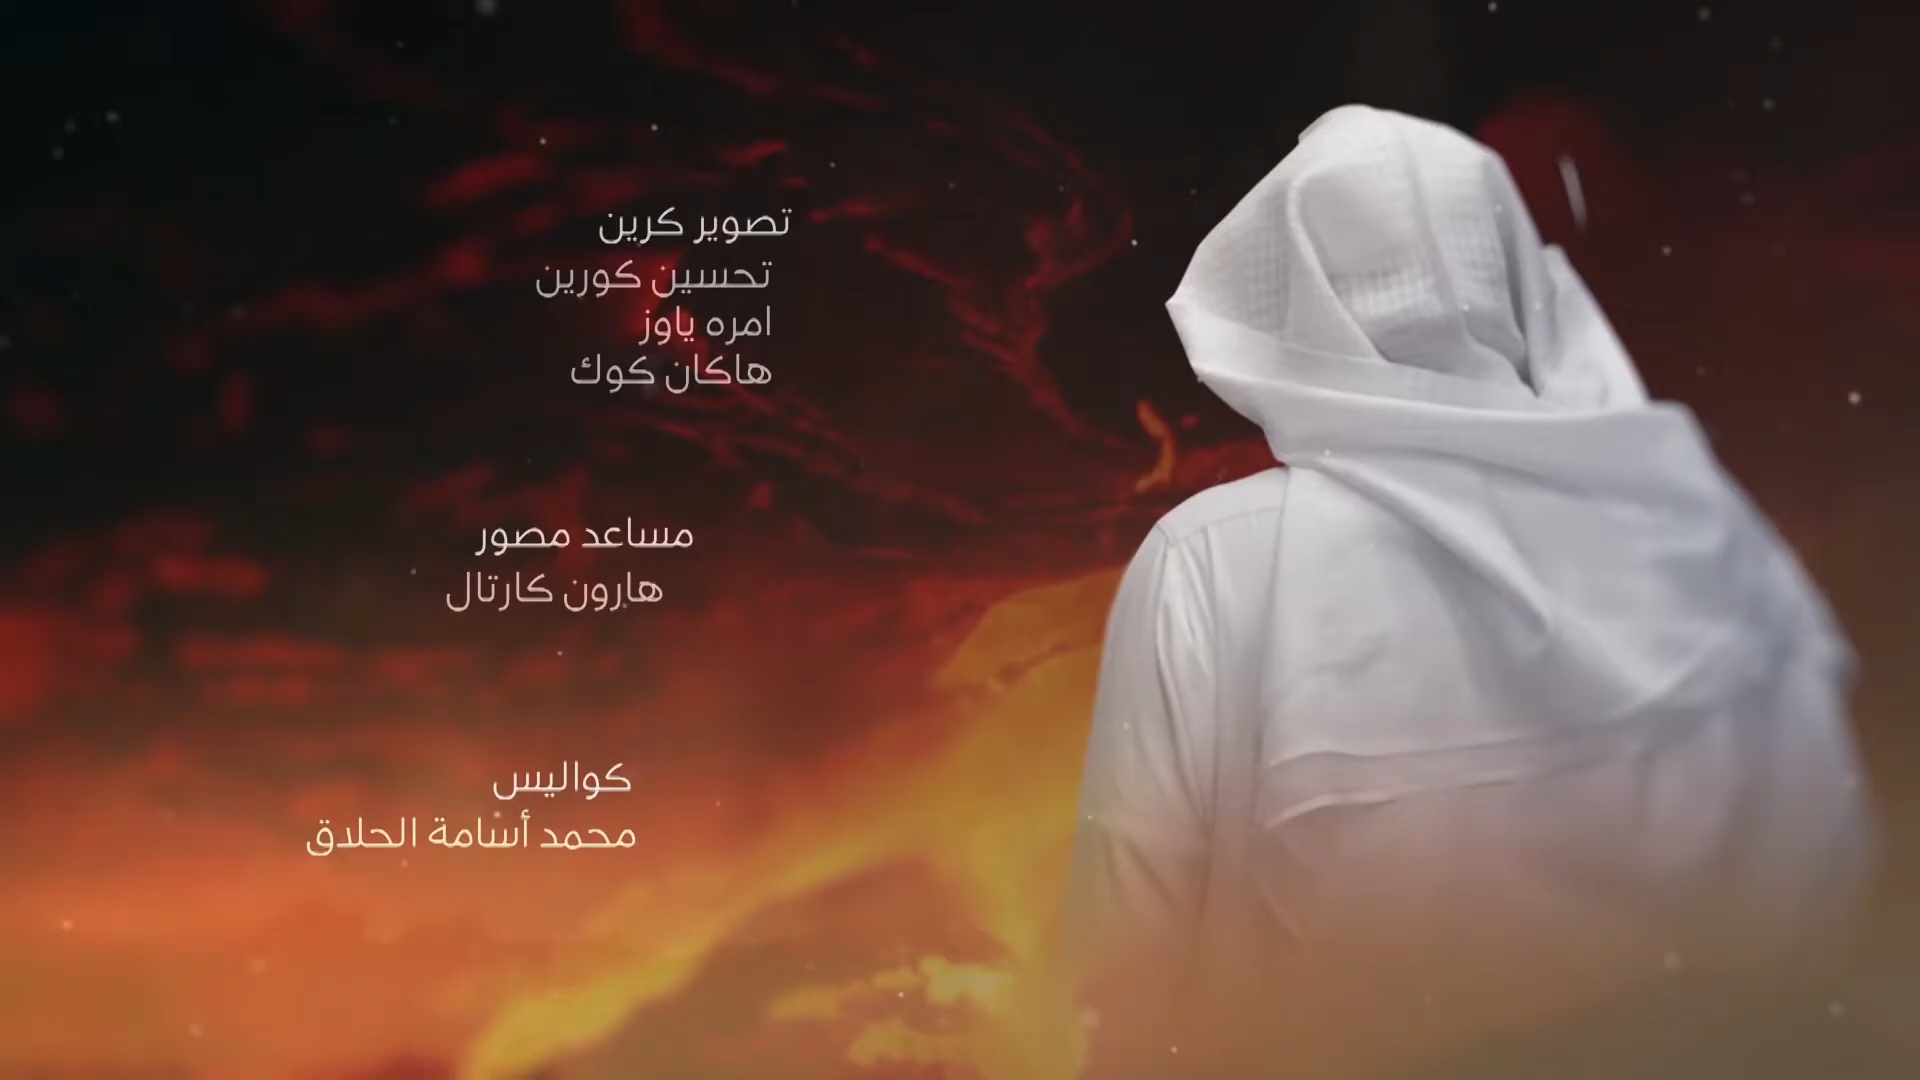 تصوير كرين
تحسين كورين
امره ياوز
هاكان كوك
مساعد مصور
هارون كارتال
كواليس
محمد أسامة الحلاق